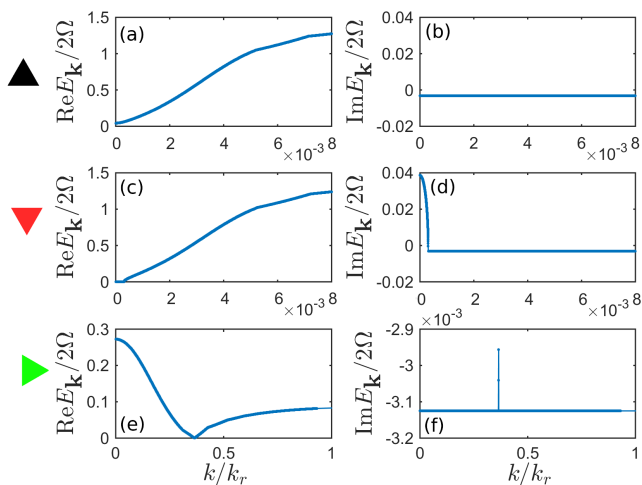 (a)
ReE_k/2Ω
1.5
1
0.5
0
0 2 4 6 8
×10^-3
(b)
ImE_k/2Ω
0.04
0.02
0
-0.02
0 2 4 6 8
×10^-3
(c)
ReE_k/2Ω
1.5
1
0.5
0
0 2 4 6 8
×10^-3
(d)
ImE_k/2Ω
0.04
0.02
0
-0.02
0 2 4 6 8
×10^-3
(e)
ReE_k/2Ω
0.3
0.2
0.1
0
0 0.5 1
k/k_r
×10^-3
(f)
ImE_k/2Ω
-2.9
-3
-3.1
-3.2
0 0.5 1
k/k_r